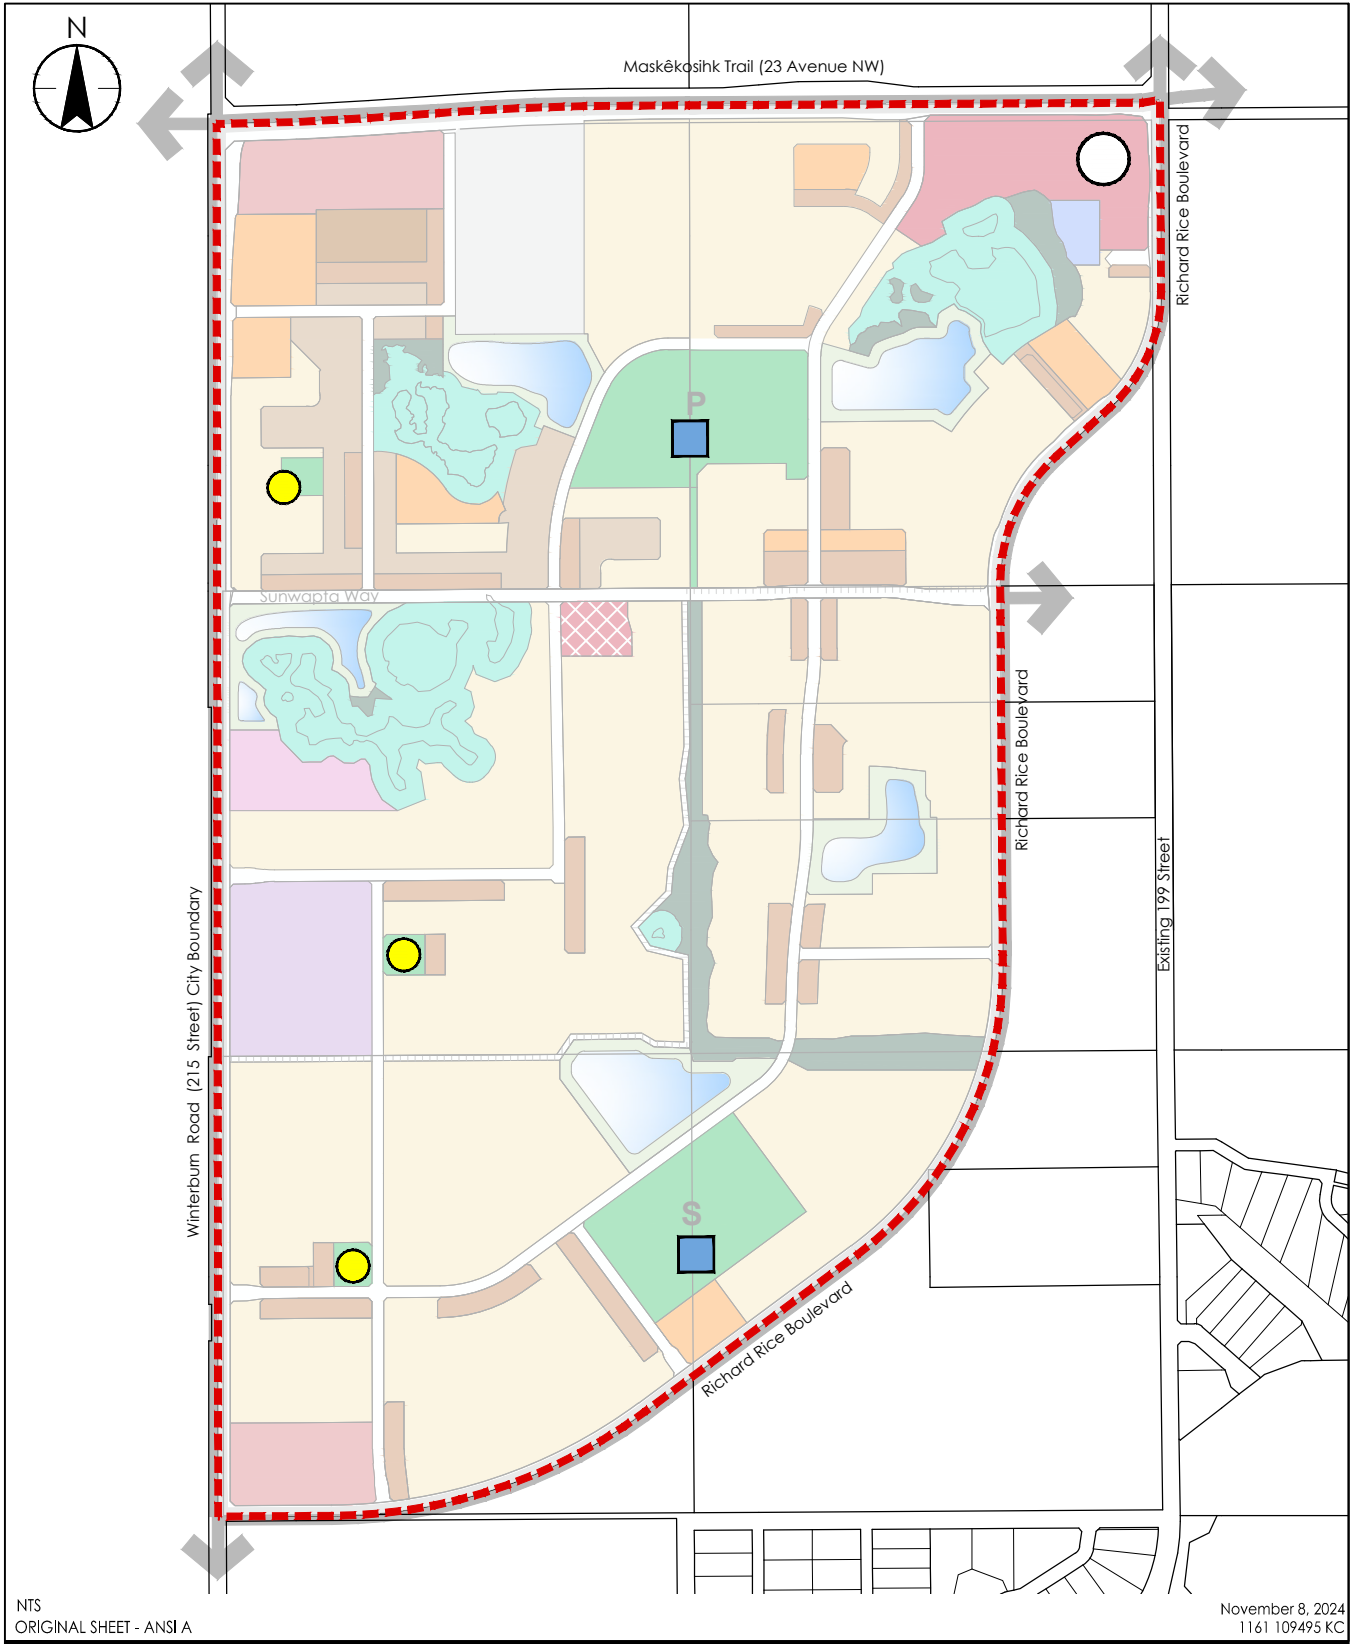 N
Maskêkosihk Trail (23 Avenue NW)
Richard Rice Boulevard
P
Sunwapta Way
Richard Rice Boulevard
Existing 199 Street
Winterburn Road (215 Street) City Boundary
S
Richard Rice Boulevard
NTS
ORIGINAL SHEET - ANSI A
November 8, 2024
1161 109495 KC